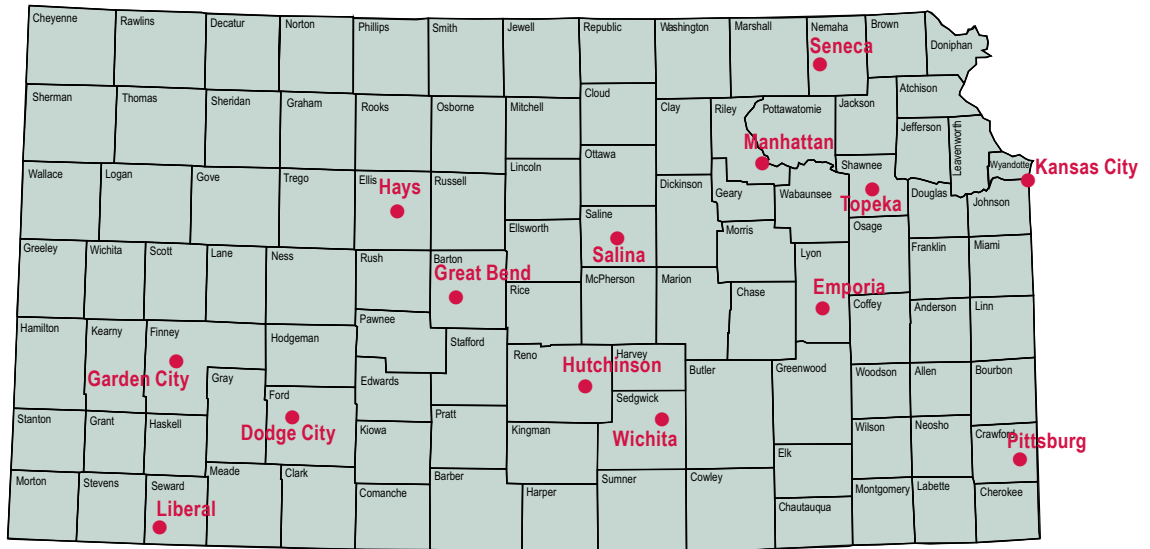 Cheyenne
Rawlins
Decatur
Norton
Phillips
Smith
Jewell
Republic
Washington
Marshall
Nemaha
Brown
Doniphan
Seneca
Sherman
Thomas
Sheridan
Graham
Rooks
Osborne
Mitchell
Cloud
Clay
Riley
Pottawatomie
Jackson
Atchison
Jefferson
Leavenworth
Manhattan
Wyandotte
Kansas City
Wallace
Logan
Gove
Trego
Ellis
Hays
Russell
Lincoln
Ottawa
Dickinson
Geary
Wabaunsee
Shawnee
Topeka
Douglas
Johnson
Saline
Salina
Ellsworth
Morris
Osage
Greeley
Wichita
Scott
Lane
Ness
Rush
Barton
Great Bend
Rice
McPherson
Marion
Chase
Lyon
Emporia
Franklin
Miami
Coffey
Anderson
Linn
Hamilton
Kearny
Finney
Garden City
Hodgeman
Pawnee
Stafford
Reno
Hutchinson
Harvey
Butler
Greenwood
Woodson
Allen
Bourbon
Gray
Ford
Dodge City
Edwards
Sedgwick
Wichita
Stanton
Grant
Haskell
Kiowa
Pratt
Kingman
Wilson
Neosho
Crawford
Pittsburg
Elk
Morton
Stevens
Seward
Liberal
Meade
Clark
Comanche
Barber
Harper
Sumner
Cowley
Chautauqua
Montgomery
Labette
Cherokee